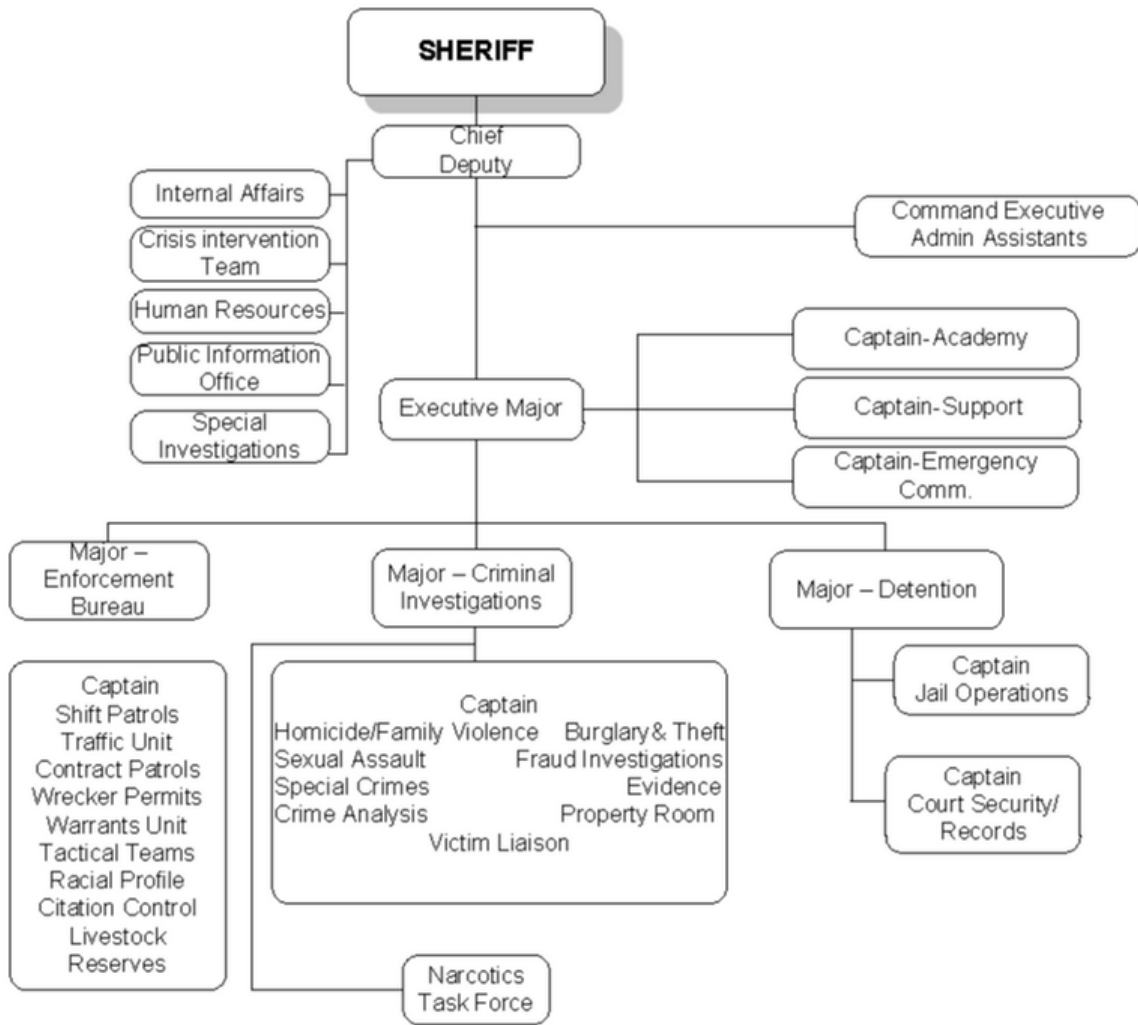 SHERIFF
Chief
Deputy
Internal Affairs
Crisis intervention
Team
Human Resources
Public Information
Office
Special
Investigations
Command Executive
Admin Assistants
Executive Major
Captain-Academy
Captain-Support
Captain-Emergency
Comm.
Major –
Enforcement
Bureau
Major – Criminal
Investigations
Major – Detention
Captain
Shift Patrols
Traffic Unit
Contract Patrols
Wrecker Permits
Warrants Unit
Tactical Teams
Racial Profile
Citation Control
Livestock
Reserves
Captain
Homicide/Family Violence Burglary & Theft
Sexual Assault Fraud Investigations
Special Crimes Evidence
Crime Analysis Property Room
Victim Liaison
Captain
Jail Operations
Captain
Court Security/
Records
Narcotics
Task Force